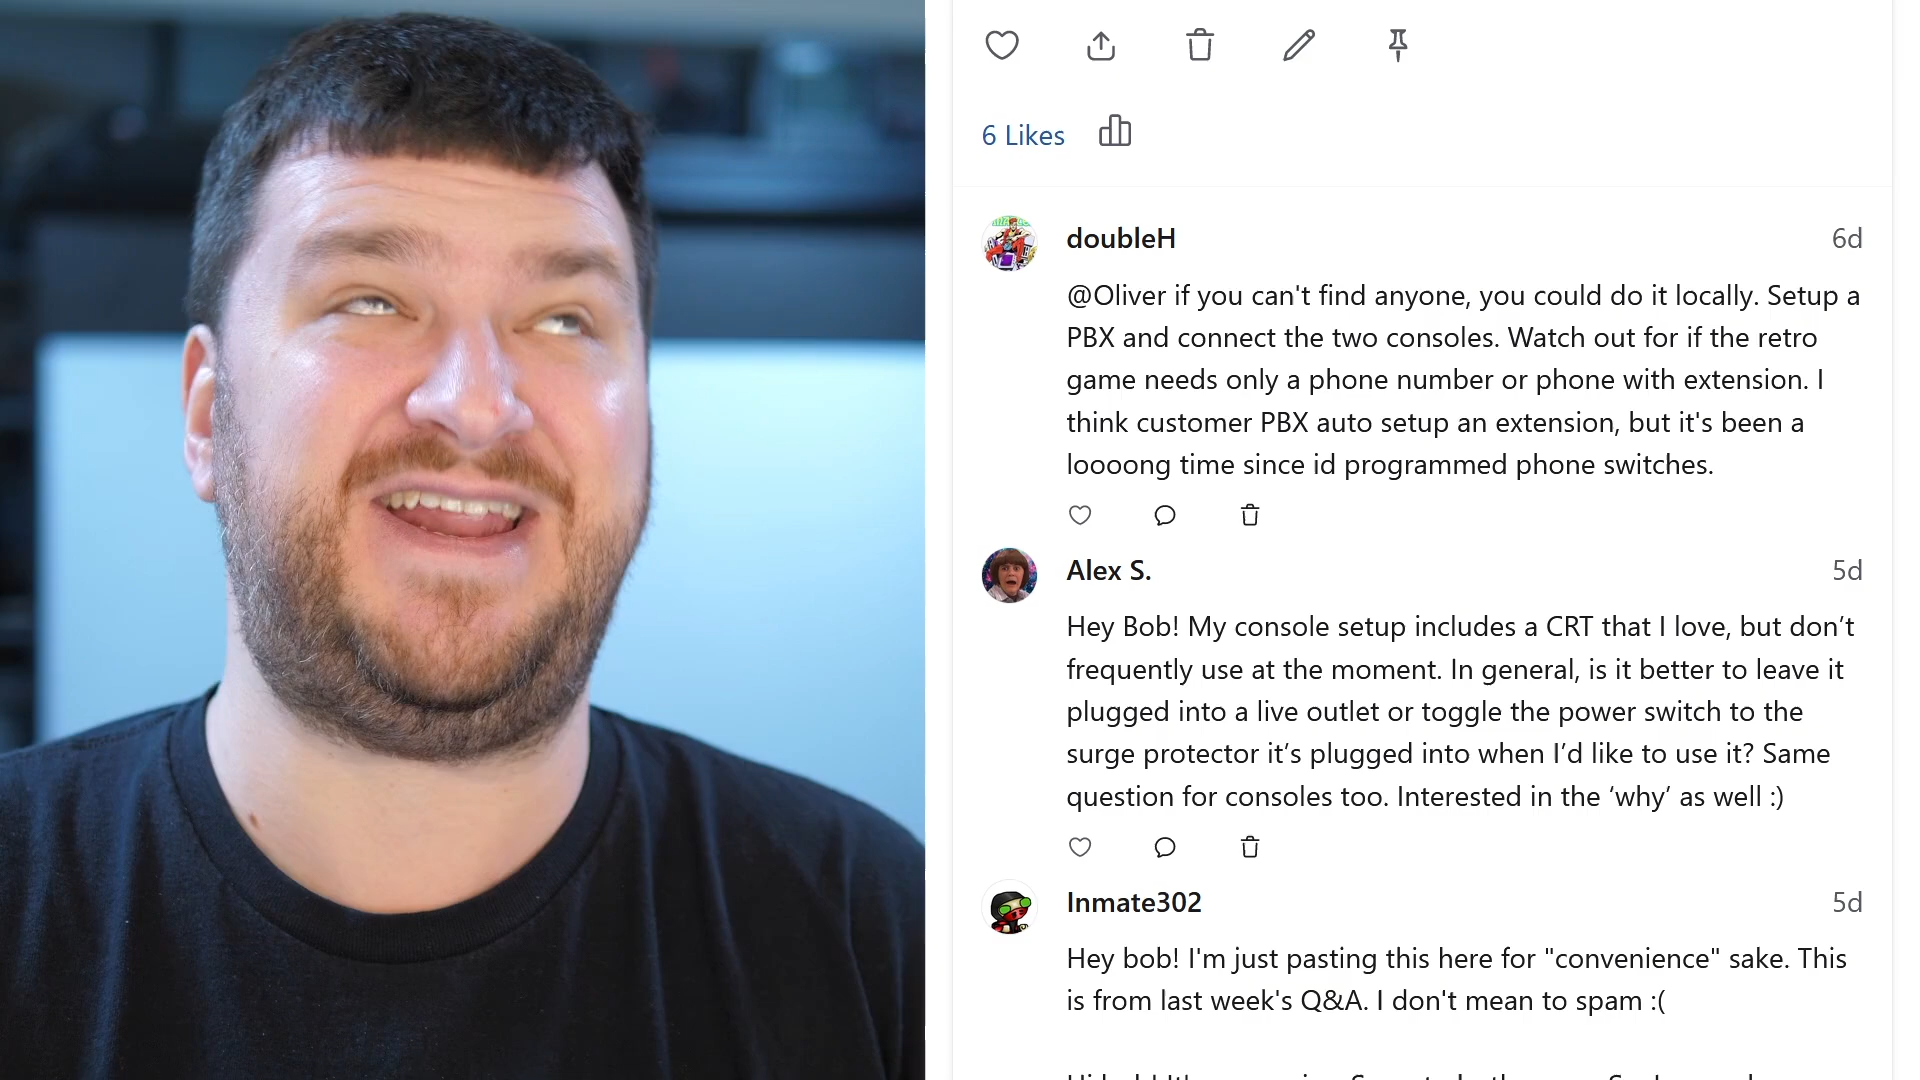 6 Likes
doubleH
6d
@Oliver if you can't find anyone, you could do it locally. Setup a
PBX and connect the two consoles. Watch out for if the retro
game needs only a phone number or phone with extension. I
think customer PBX auto setup an extension, but it's been a
loooong time since id programmed phone switches.
Alex S.
5d
Hey Bob! My console setup includes a CRT that I love, but don’t
frequently use at the moment. In general, is it better to leave it
plugged into a live outlet or toggle the power switch to the
surge protector it’s plugged into when I’d like to use it? Same
question for consoles too. Interested in the ‘why’ as well :)
Inmate302
5d
Hey bob! I'm just pasting this here for "convenience" sake. This
is from last week's Q&A. I don't mean to spam :(